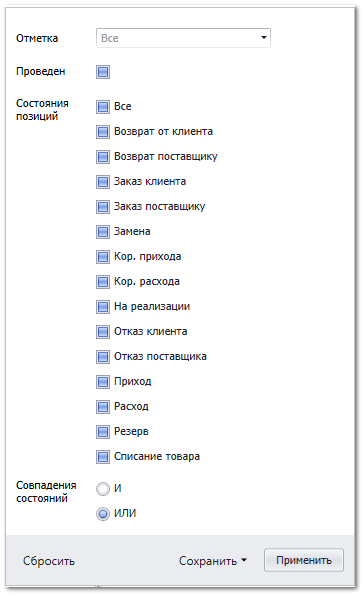 Отметка Все
Проведен
Состояния
позиций
Все
Возврат от клиента
Возврат поставщику
Заказ клиента
Заказ поставщику
Замена
Кор. прихода
Кор. расхода
На реализации
Отказ клиента
Отказ поставщика
Приход
Расход
Резерв
Списание товара
Совпадения
состояний
И
ИЛИ
Сбросить Сохранить Применить